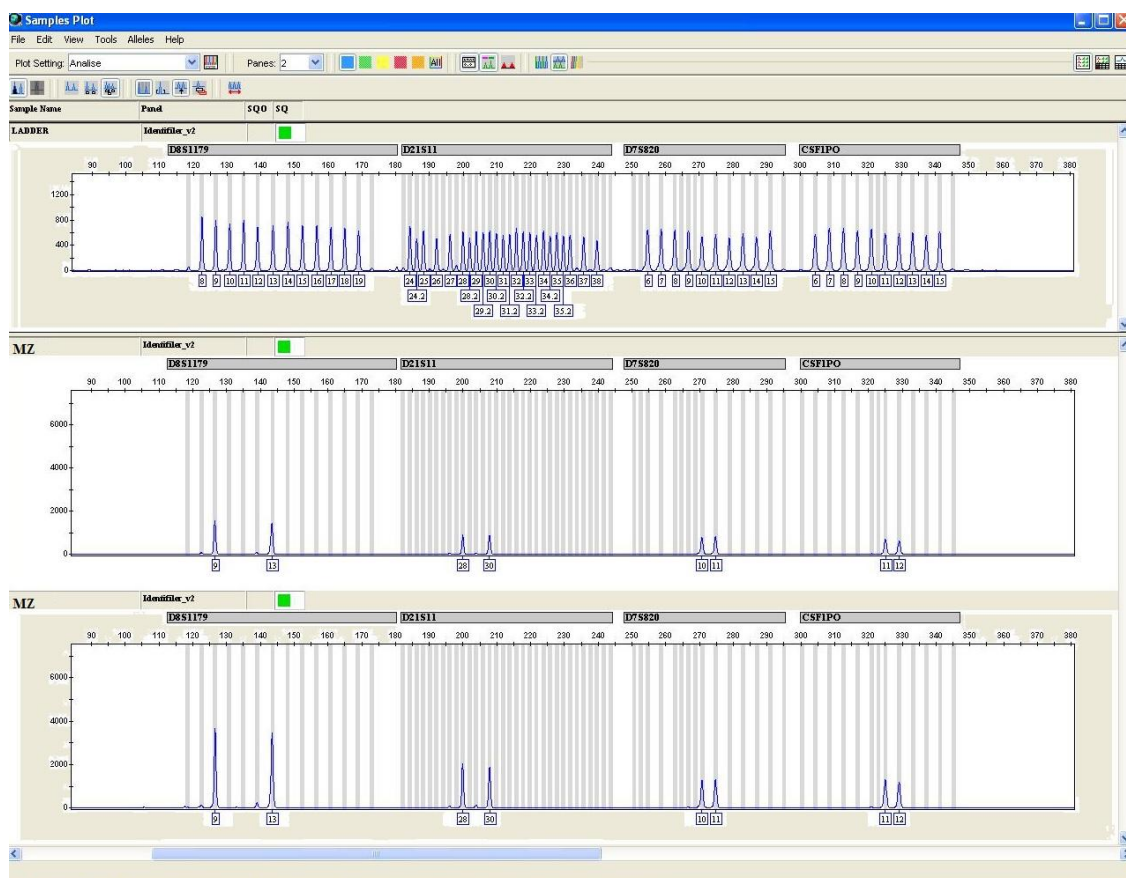 Samples Plot
File Edit View Tools Alleles Help
Plot Setting: Analise Panes: 2 All
Sample Name Panel SQO SQ
LADDER Identifiler_v2
D8S1179 D21S11 D7S820 CSF1PO
90 100 110 120 130 140 150 160 170 180 190 200 210 220 230 240 250 260 270 280 290 300 310 320 330 340 350 360 370 380
1200
800
400
0
8 9 10 11 12 13 14 15 16 17 18 19 24 25 26 27 28 29 30 31 32 33 34 35 36 37 38 6 7 8 9 10 11 12 13 14 15 6 7 8 9 10 11 12 13 14 15
24.2 28.2 30.2 32.2 34.2
29.2 31.2 33.2 35.2
MZ Identifiler_v2
D8S1179 D21S11 D7S820 CSF1PO
90 100 110 120 130 140 150 160 170 180 190 200 210 220 230 240 250 260 270 280 290 300 310 320 330 340 350 360 370 380
6000
4000
2000
0
9 13 28 30 10 11 11 12
MZ Identifiler_v2
D8S1179 D21S11 D7S820 CSF1PO
90 100 110 120 130 140 150 160 170 180 190 200 210 220 230 240 250 260 270 280 290 300 310 320 330 340 350 360 370 380
6000
4000
2000
0
9 13 28 30 10 11 11 12